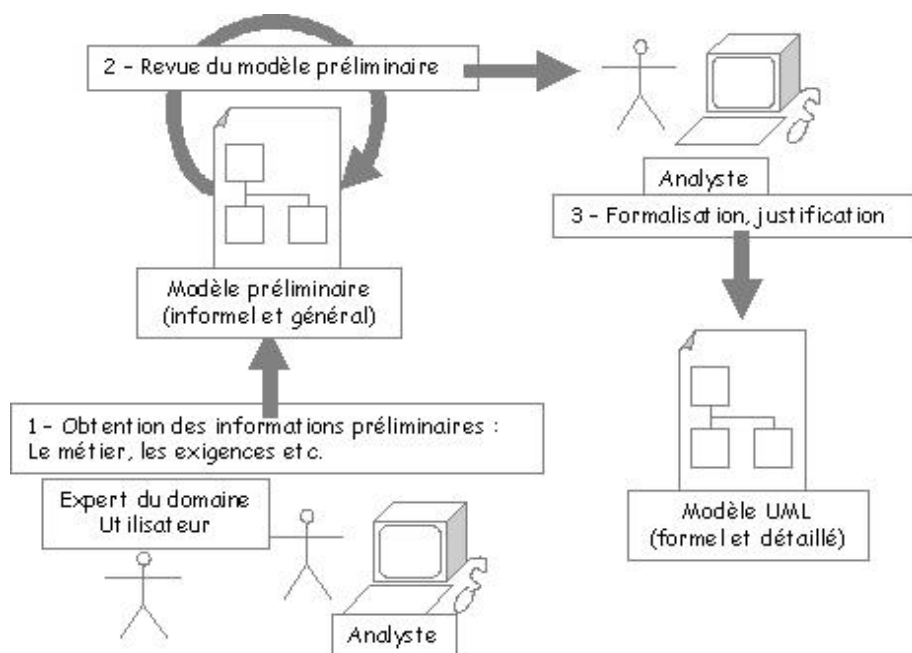 2 - Revue du modèle préliminaire
Analyste
3 - Formalisation, justification
Modèle préliminaire
(informel et général)
1 - Obtention des informations préliminaires :
Le métier, les exigences etc.
Expert du domaine
Utilisateur
Modèle UML
(formel et détaillé)
Analyste